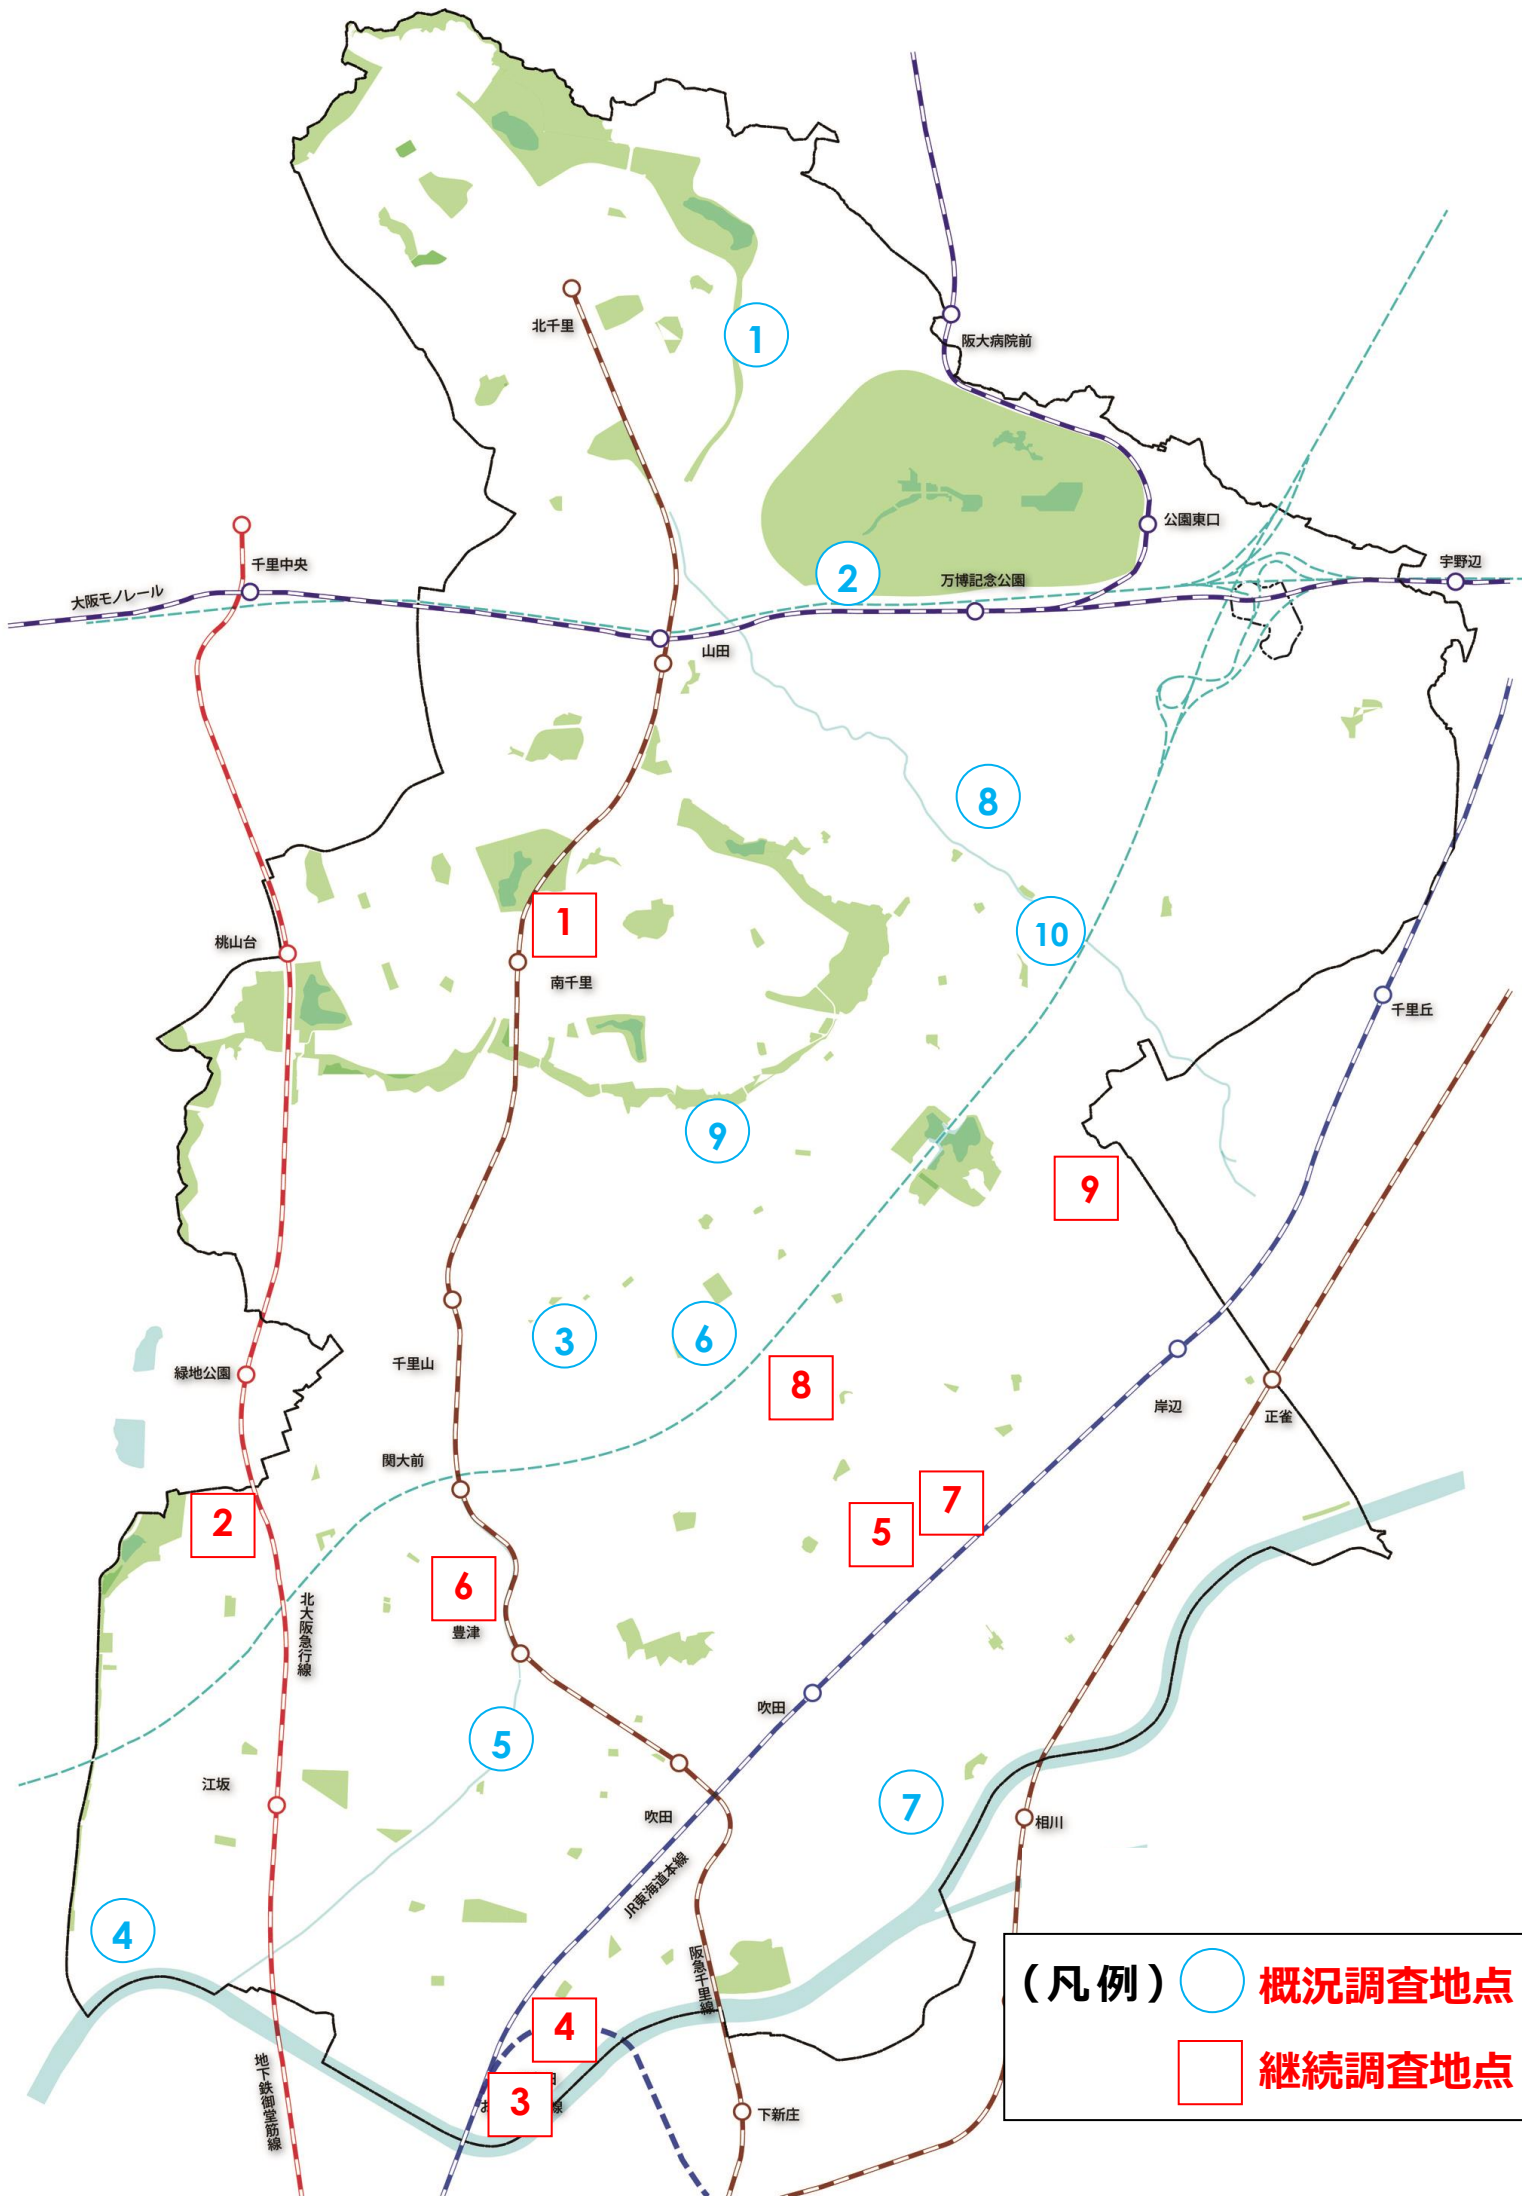 北千里
1
阪大病院前
公園東口
千里中央
宇野辺
2
万博記念公園
大阪モノレール
山田
8
1
10
桃山台
南千里
千里丘
9
9
3
6
千里山
緑地公園
8
岸辺
正雀
関大前
2
7
5
6
北大阪急行線
豊津
吹田
5
江坂
7
吹田
相川
JR東海道本線
4
阪急千里線
(凡例)
概況調査地点
4
継続調査地点
地下鉄御堂筋線
3
お
線
下新庄